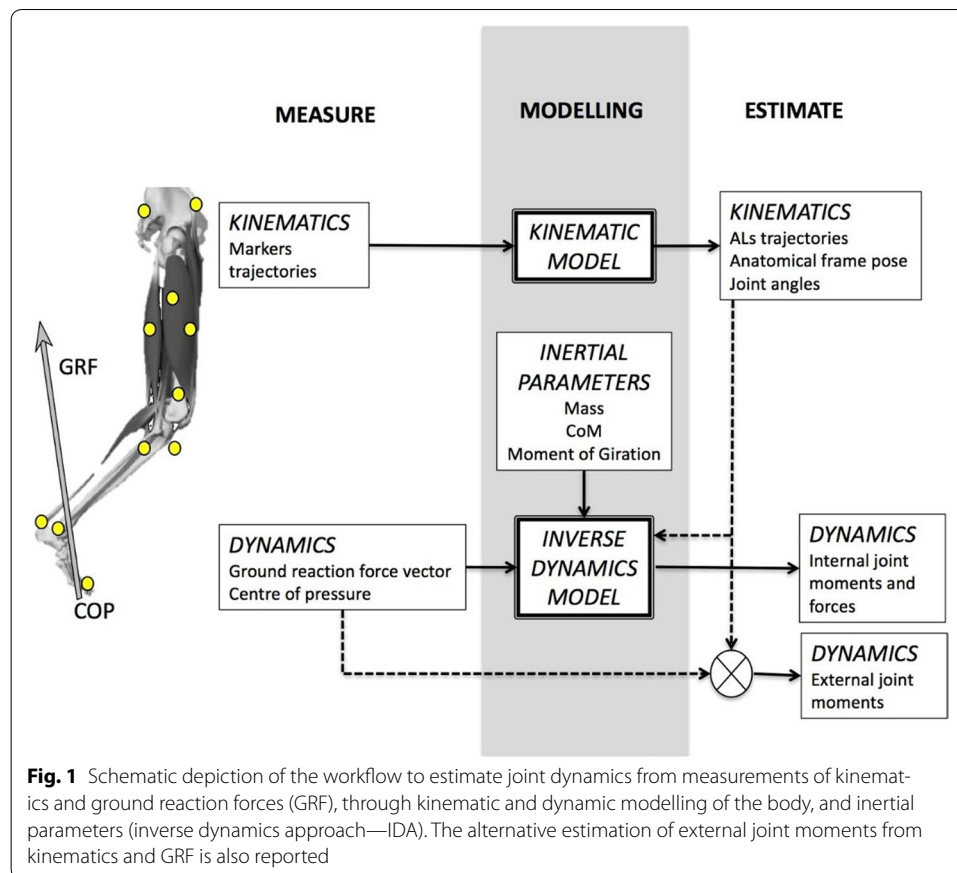 MEASURE
MODELLING
ESTIMATE
KINEMATICS
Markers
trajectories
KINEMATIC
MODEL
KINEMATICS
ALs trajectories
Anatomical frame pose
Joint angles
GRF
INERTIAL
PARAMETERS
Mass
CoM
Moment of Giration
DYNAMICS
Ground reaction force vector
Centre of pressure
INVERSE
DYNAMICS
MODEL
DYNAMICS
Internal joint
moments and
forces
COP
DYNAMICS
External joint
moments
Fig. 1 Schematic depiction of the workflow to estimate joint dynamics from measurements of kinemat-
ics and ground reaction forces (GRF), through kinematic and dynamic modelling of the body, and inertial
parameters (inverse dynamics approach—IDA). The alternative estimation of external joint moments from
kinematics and GRF is also reported